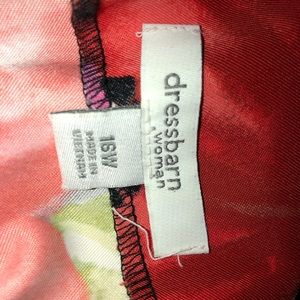 dressbarn
woman
16W
MADE IN
VIETNAM